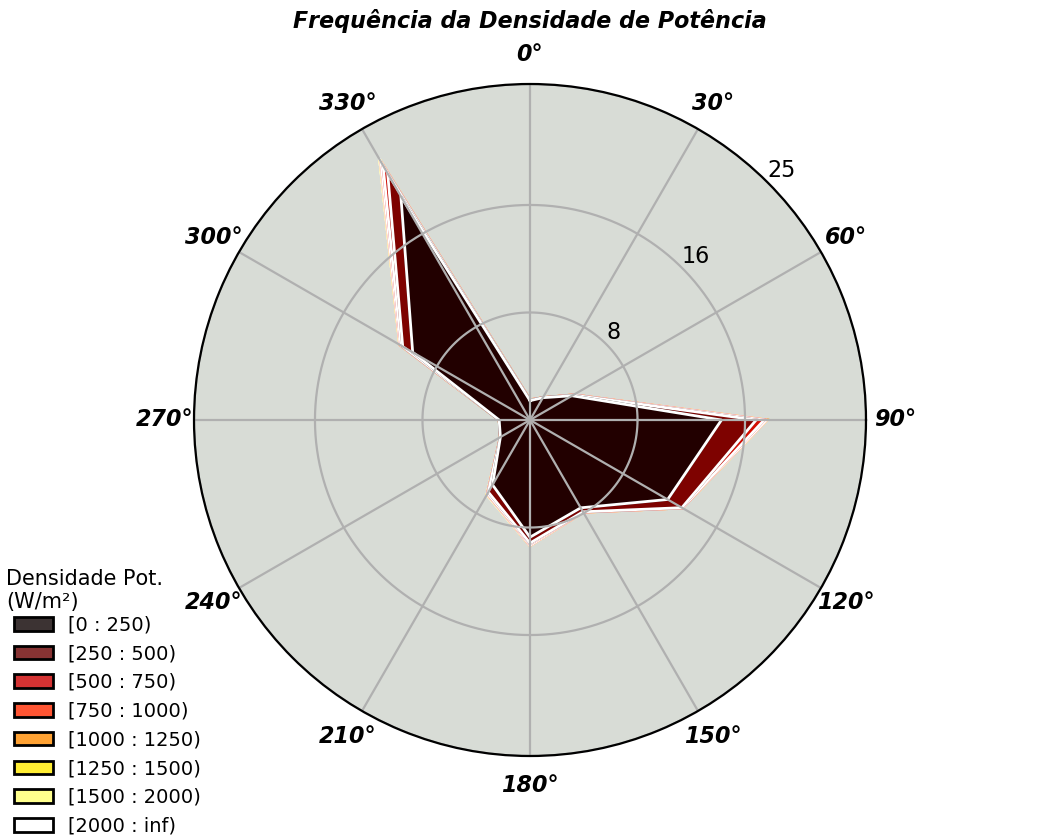 Frequência da Densidade de Potência
0°
330°
30°
25
300°
60°
16
8
270°
90°
240°
120°
210°
150°
180°
Densidade Pot.
(W/m²)
[0 : 250)
[250 : 500)
[500 : 750)
[750 : 1000)
[1000 : 1250)
[1250 : 1500)
[1500 : 2000)
[2000 : inf)